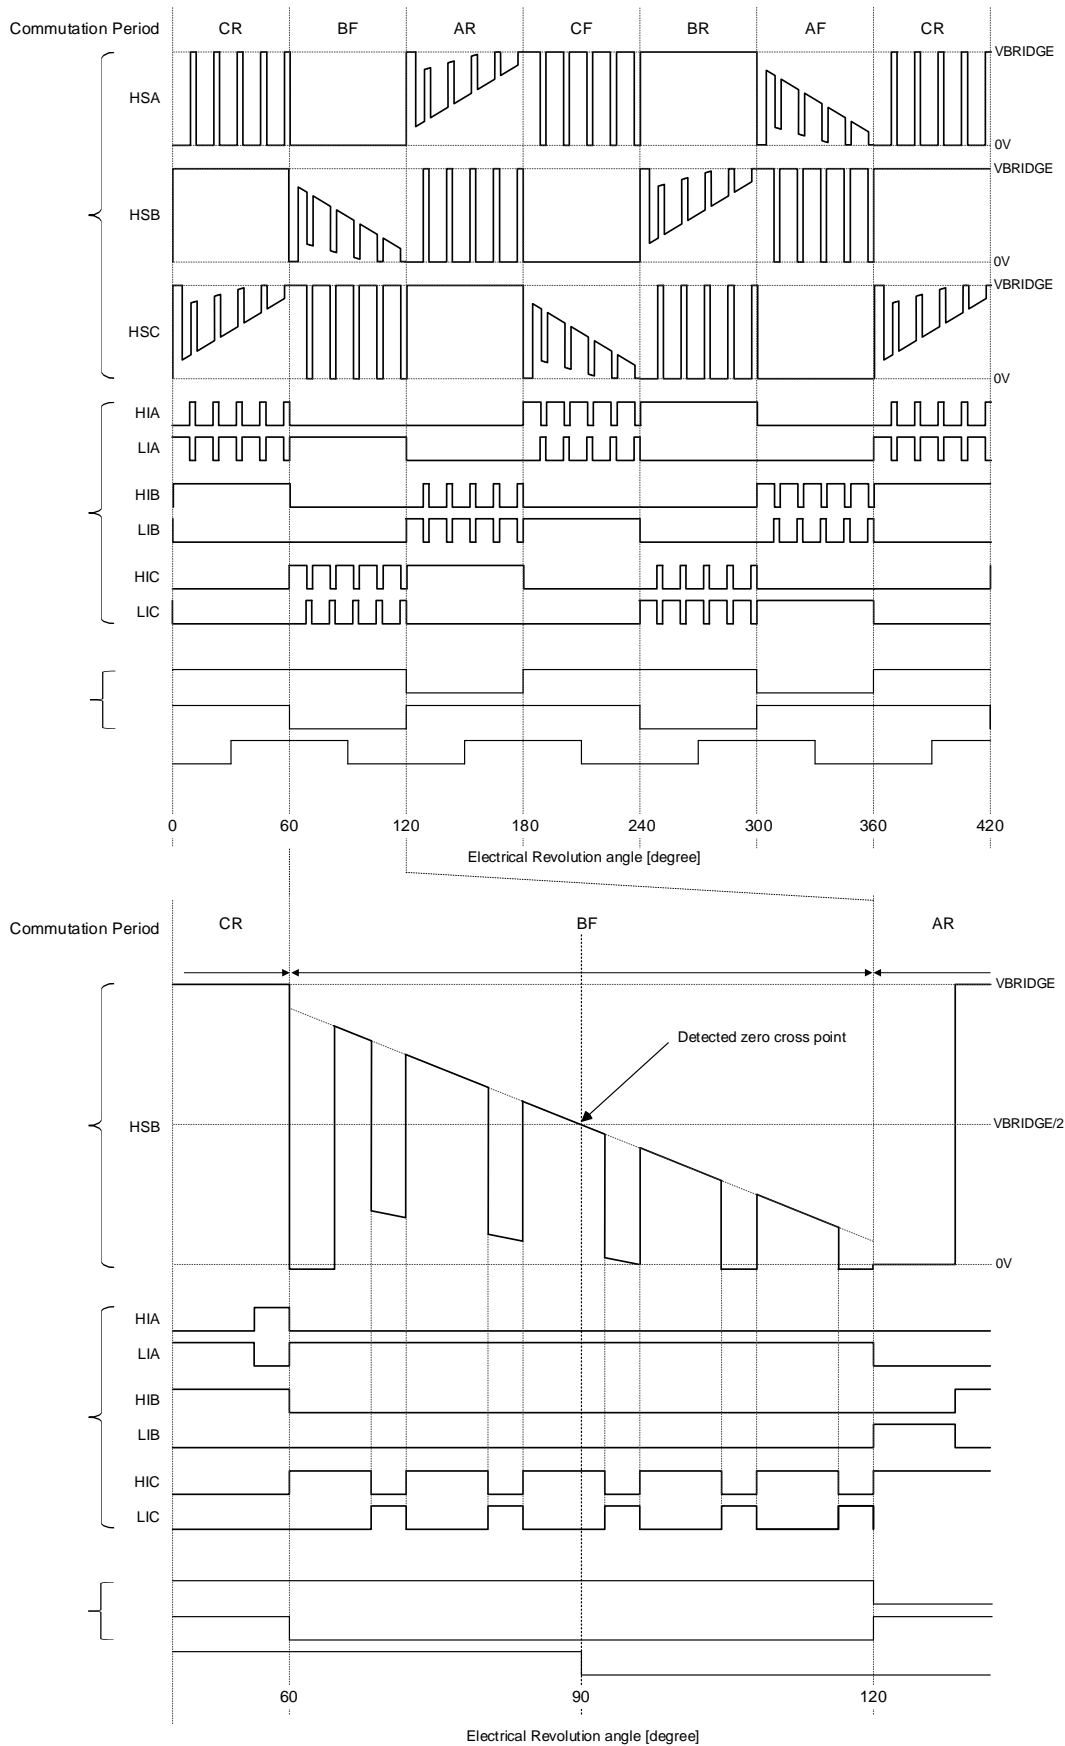 Commutation Period CR BF AR CF BR AF CR
VBRIDGE
HSA
0V
VBRIDGE
HSB
0V
VBRIDGE
HSC
0V
HIA
LIA
HIB
LIB
HIC
LIC
0 60 120 180 240 300 360 420
Electrical Revolution angle [degree]
Commutation Period CR BF AR
VBRIDGE
Detected zero cross point
HSB VBRIDGE/2
0V
HIA
LIA
HIB
LIB
HIC
LIC
60 90 120
Electrical Revolution angle [degree]